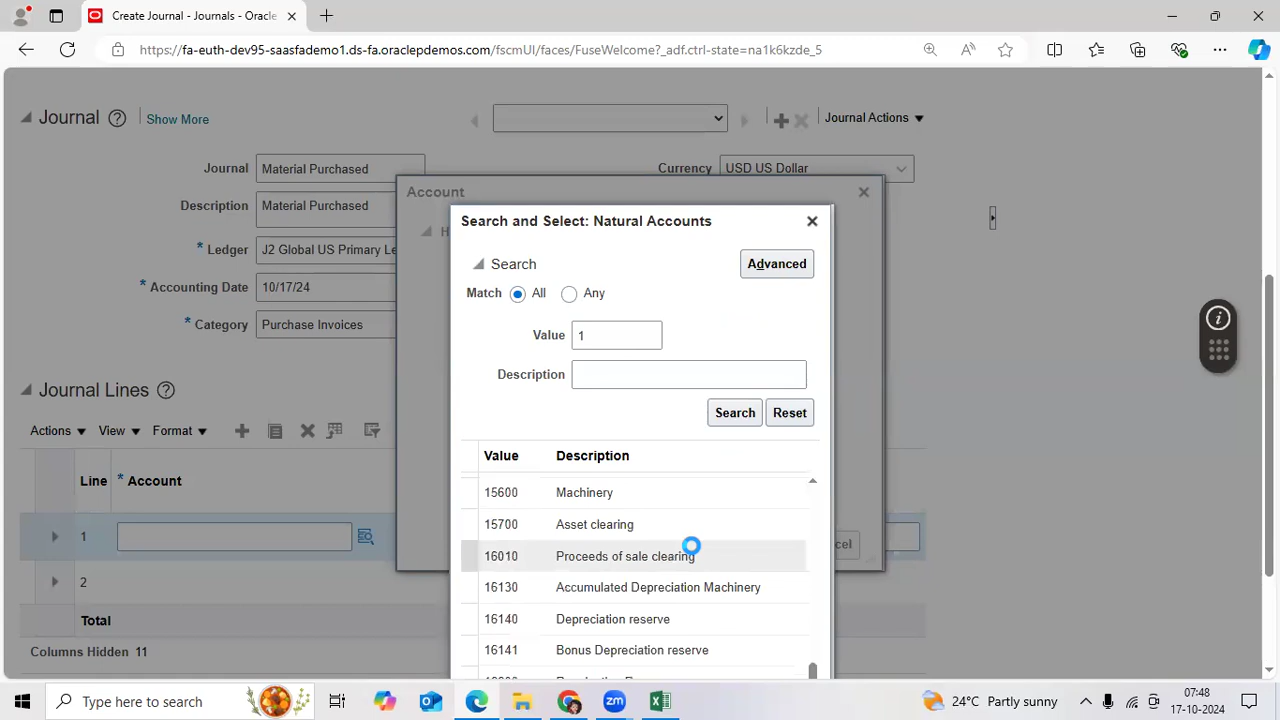 Create Journal - Journals - Oracle
https://fa-euth-dev95-saasfademo1.ds-fa.oraclepdemos.com/fscmUI/faces/FuseWelcome?_adf.ctrl-state=na1k6kzde_5
Journal Show More Journal Actions
Journal Material Purchased Currency USD US Dollar
Description Material Purchased
Ledger J2 Global US Primary Le
Accounting Date 10/17/24
Category Purchase Invoices
Account
Search and Select: Natural Accounts
Search Advanced
Match All Any
Value 1
Description
Search Reset
Value Description
15600 Machinery
15700 Asset clearing
16010 Proceeds of sale clearing
16130 Accumulated Depreciation Machinery
16140 Depreciation reserve
16141 Bonus Depreciation reserve
Journal Lines
Actions View Format
Line * Account
1
2
Total
Columns Hidden 11
Type here to search
24°C Partly sunny
07:48
17-10-2024